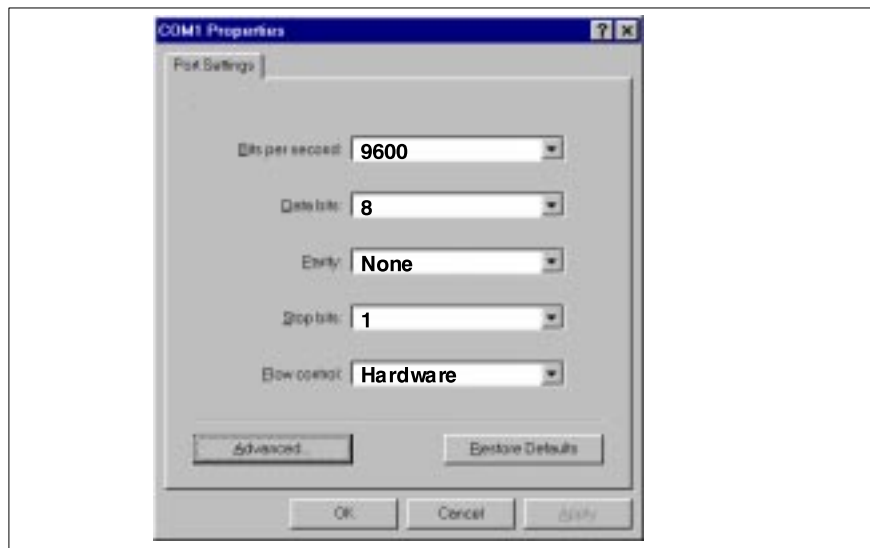 COM1 Properties
Port Settings
Bits per second: 9600
Data bits: 8
Parity: None
Stop bits: 1
Flow control: Hardware
Advanced...
Restore Defaults
OK
Cancel
Apply